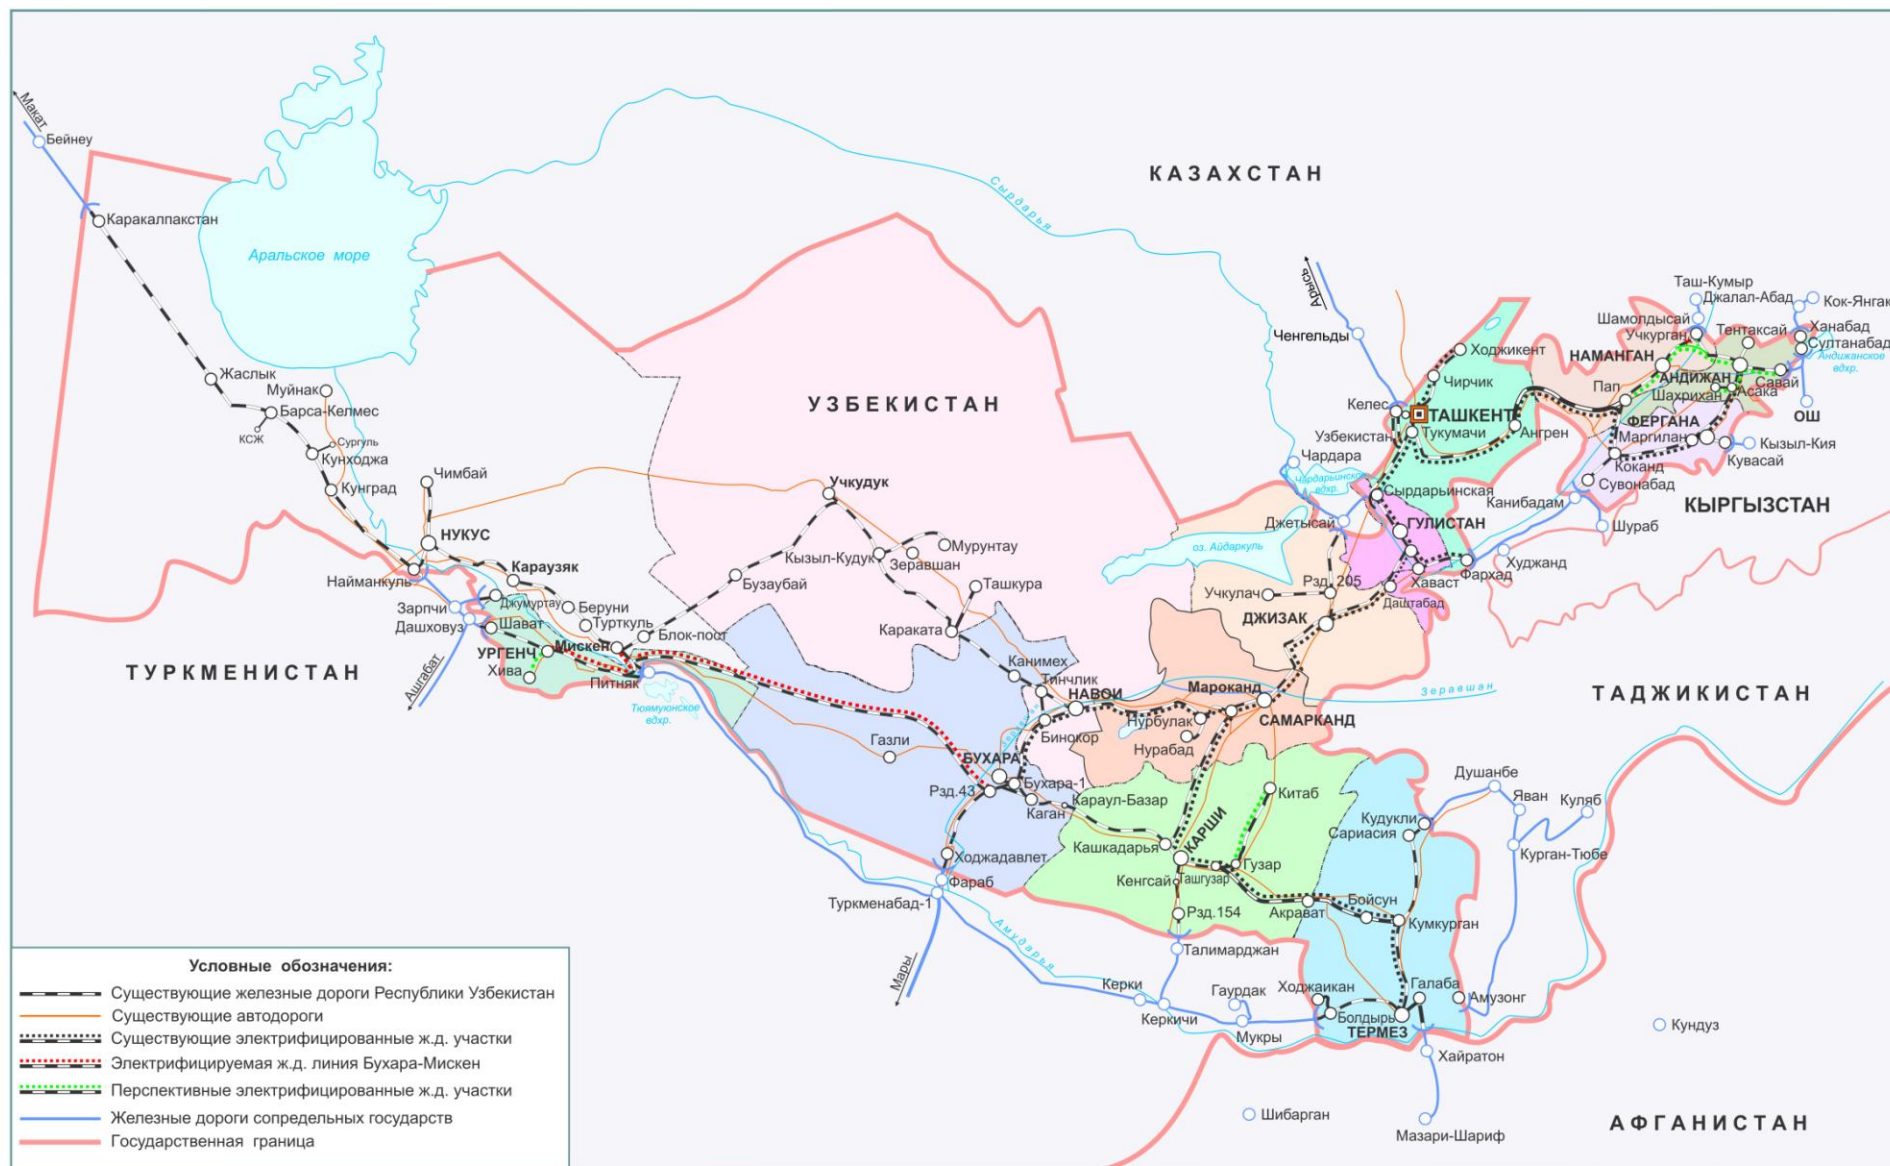 Макат
Бейнеу
Каракалпакстан
Аральское море
Сырдарья
КАЗАХСТАН
Арысь
Ченгельды
Таш-Кумыр
Джалал-Абад
Кок-Янгак
Шамолдысай
Учкурган
Тентаксай
Ханабад
Султанабад
Андижанское
вдхр.
НАМАНГАН
АНДИЖАН
Савай
Пап
Шахрихан
Асака
ОШ
ФЕРГАНА
Маргилан
Кызыл-Кия
Кувасай
Коканд
Сувонабад
Канибадам
КЫРГЫЗСТАН
Шураб
Худжанд
Ходжикент
Чирчик
Келес
ТАШКЕНТ
Узбекистан
Тукумачи
Ангрен
Чардара
Чардарьинское
вдхр.
Сырдарьинская
ГУЛИСТАН
Джетысай
оз. Айдаркуль
Хаваст
Фархад
Даштабад
Рзд. 205
Учкулач
ДЖИЗАК
УЗБЕКИСТАН
Жаслык
Муйнак
Барса-Келмес
КСЖ
Сургуль
Кунходжа
Кунград
Чимбай
НУКУС
Найманкуль
Караузяк
Зарпчи
Джумуртау
Дашховуз
Шават
Беруни
Турткуль
УРГЕНЧ
Мискен
Хива
Питняк
Блок-пост
Ашгабат
ТУРКМЕНИСТАН
Тюямуюнское
вдхр.
Учкудук
Кызыл-Кудук
Мурунтау
Зеравшан
Бузаубай
Ташкура
Караката
Канимех
Тинчлик
НАВОИ
Зеравшан
Бинокор
Мароканд
САМАРКАНД
Зеравшан
Нурбулак
Нурабад
ТАДЖИКИСТАН
Газли
БУХАРА
Бухара-1
Рзд.43
Каган
Караул-Базар
Кашкадарья
КАРШИ
Китаб
Гузар
Ташгузар
Кенгсай
Рзд.154
Талимарджан
Ходжадавлет
Фараб
Туркменабад-1
Мары
Амударья
Керки
Керкичи
Гаурдак
Мукры
Акрават
Бойсун
Кумкурган
Кудукли
Сариасия
Душанбе
Яван
Куляб
Курган-Тюбе
Ходжаикан
Болдырь
ТЕРМЕЗ
Галаба
Амузонг
Хайратон
Кундуз
Шибарган
Мазари-Шариф
АФГАНИСТАН
Условные обозначения:
Существующие железные дороги Республики Узбекистан
Существующие автодороги
Существующие электрифицированные ж.д. участки
Электрифицируемая ж.д. линия Бухара-Мискен
Перспективные электрифицированные ж.д. участки
Железные дороги сопредельных государств
Государственная граница